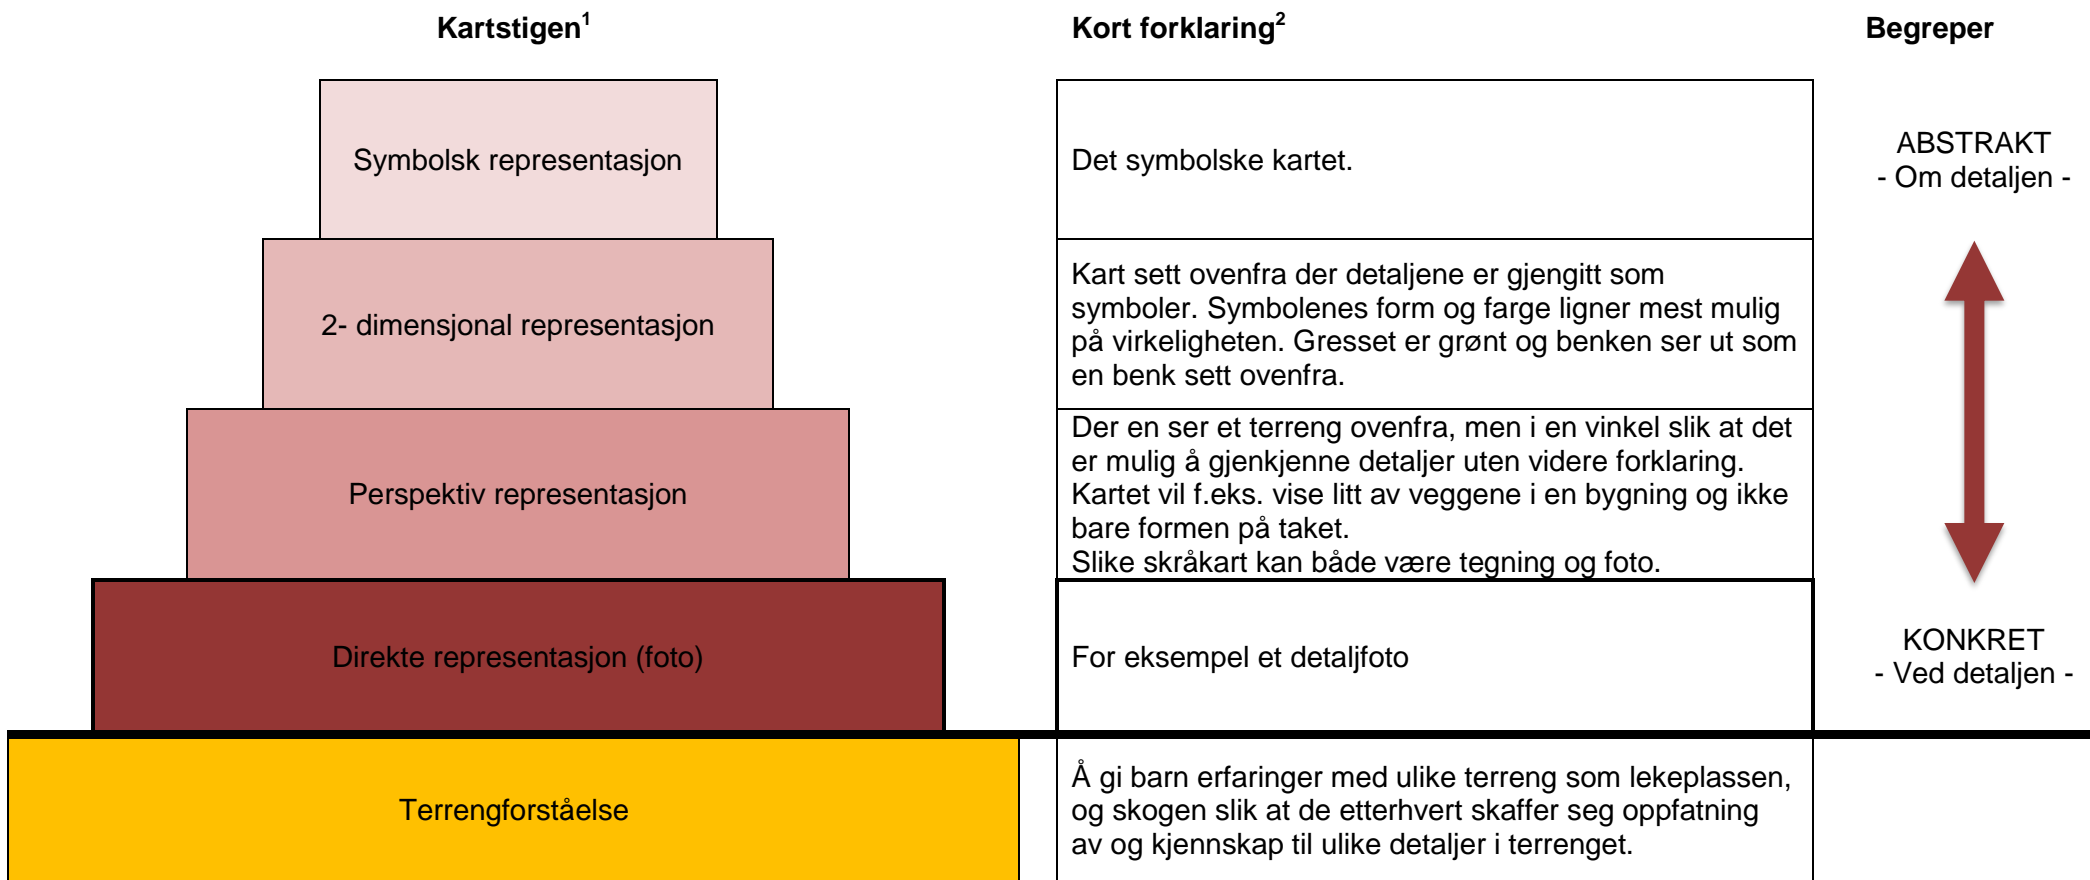 Kartstigen1
Kort forklaring2
Begreper
Symbolsk representasjon
Det symbolske kartet.
ABSTRAKT
- Om detaljen -
2- dimensjonal representasjon
Kart sett ovenfra der detaljene er gjengitt som
symboler. Symbolenes form og farge ligner mest mulig
på virkeligheten. Gresset er grønt og benken ser ut som
en benk sett ovenfra.
Perspektiv representasjon
Der en ser et terreng ovenfra, men i en vinkel slik at det
er mulig å gjenkjenne detaljer uten videre forklaring.
Kartet vil f.eks. vise litt av veggene i en bygning og ikke
bare formen på taket.
Slike skråkart kan både være tegning og foto.
Direkte representasjon (foto)
For eksempel et detaljfoto
KONKRET
- Ved detaljen -
Terrengforståelse
Å gi barn erfaringer med ulike terreng som lekeplassen,
og skogen slik at de etterhvert skaffer seg oppfatning
av og kjennskap til ulike detaljer i terrenget.